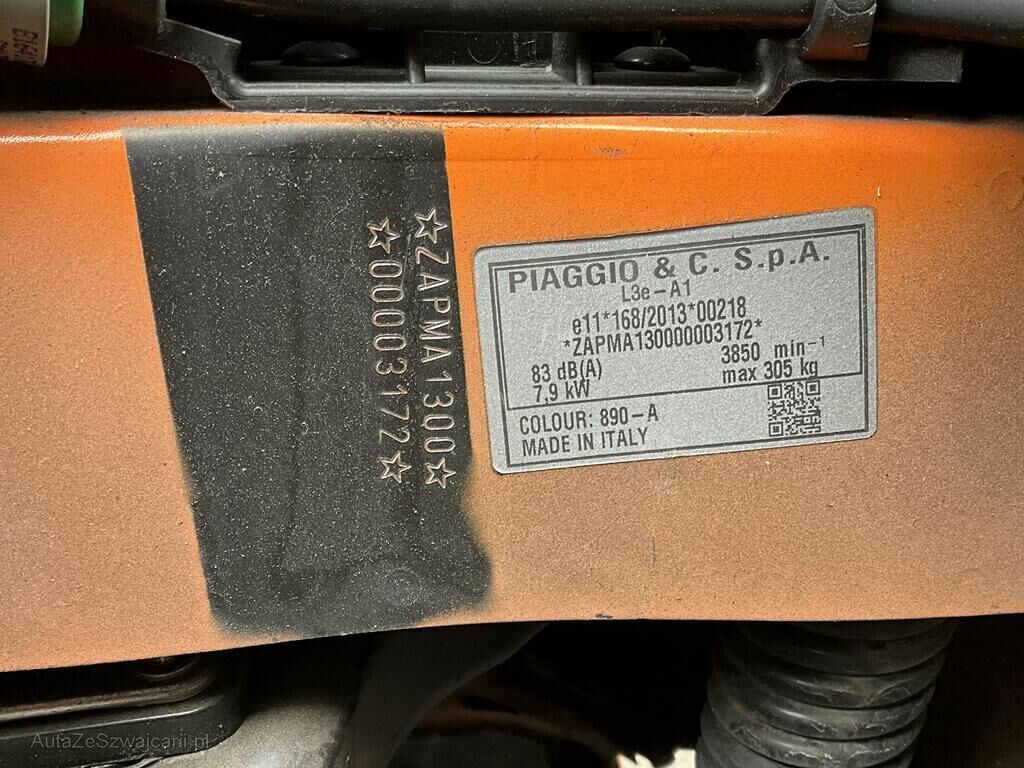 ☆ZAPMA1300☆
☆00003172☆
PIAGGIO & C. S.p.A.
L3e-A1
e11*168/2013*00218
*ZAPMA130000003172*
83 dB(A) 3850 min-1
7,9 kW max 305 kg
COLOUR: 890-A
MADE IN ITALY
AutaZeSzwajcarii.pl